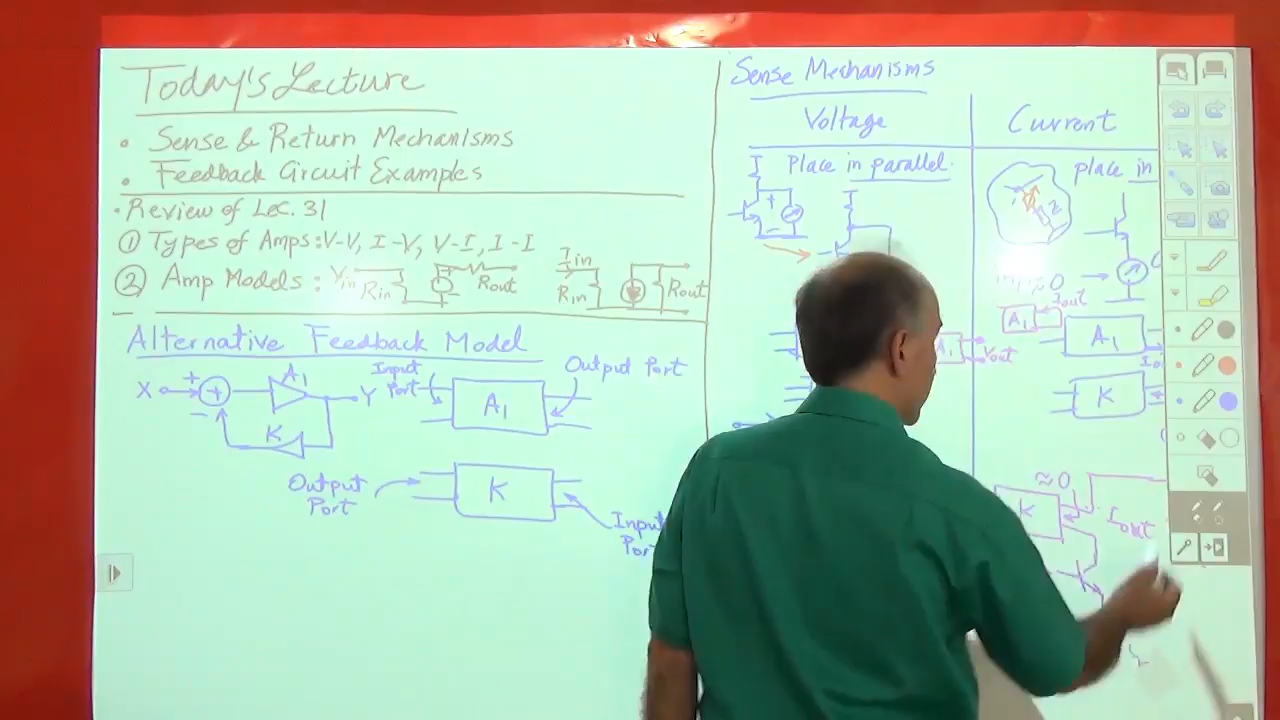 Today's Lecture
• Sense & Return Mechanisms
• Feedback Circuit Examples
• Review of Lec. 31
① Types of Amps: V-V, I-V, V-I, I-I
② Amp Models: Vin Rin Rout Iin Rin Rout
Alternative Feedback Model
X + + − A1 Y K
Input Port
A1
Output Port
Output Port
K
Input
Sense Mechanisms
Voltage
Place in parallel.
+
Vout
Current
place in
≈0
A1 Iout
A1
K
≈0
K
Iout